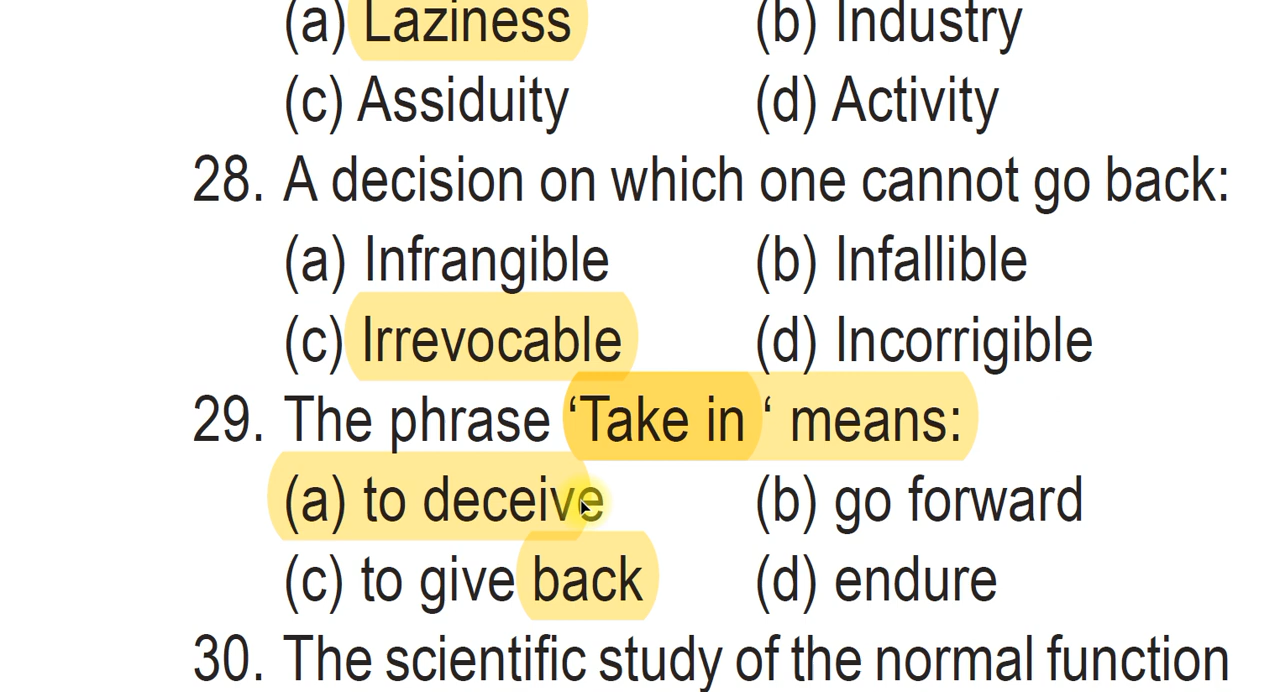 (a) Laziness (b) Industry
(c) Assiduity (d) Activity
28. A decision on which one cannot go back:
(a) Infrangible (b) Infallible
(c) Irrevocable (d) Incorrigible
29. The phrase ‘Take in ‘ means:
(a) to deceive (b) go forward
(c) to give back (d) endure
30. The scientific study of the normal function